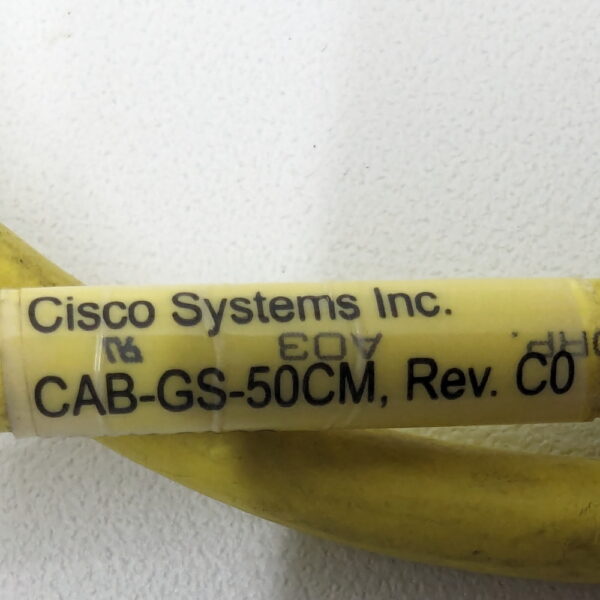 Cisco Systems Inc.
A03
CAB-GS-50CM, Rev. C0